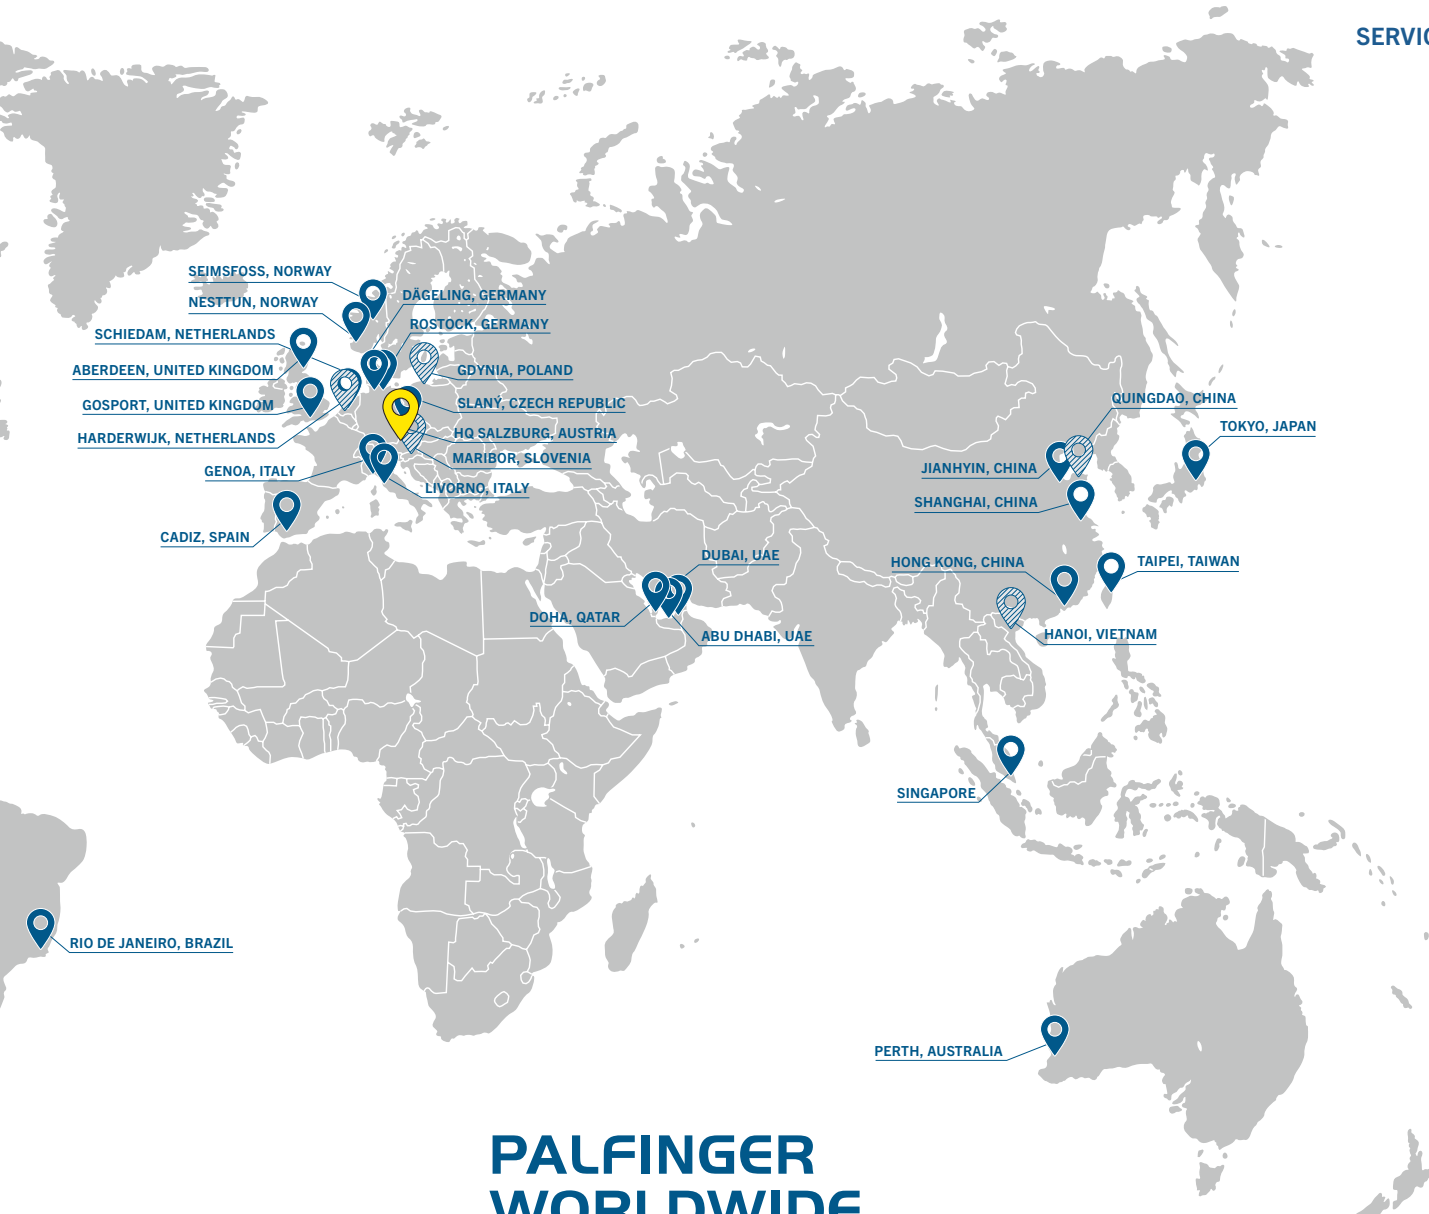 SERVIC
SEIMSFOSS, NORWAY
NESTTUN, NORWAY
DÄGELING, GERMANY
ROSTOCK, GERMANY
SCHIEDAM, NETHERLANDS
ABERDEEN, UNITED KINGDOM
GDYNIA, POLAND
GOSPORT, UNITED KINGDOM
SLANY, CZECH REPUBLIC
HARDERWIJK, NETHERLANDS
HQ SALZBURG, AUSTRIA
MARIBOR, SLOVENIA
GENOA, ITALY
LIVORNO, ITALY
CADIZ, SPAIN
QUINGDAO, CHINA
TOKYO, JAPAN
JIANHYIN, CHINA
SHANGHAI, CHINA
DUBAI, UAE
HONG KONG, CHINA
TAIPEI, TAIWAN
DOHA, QATAR
ABU DHABI, UAE
HANOI, VIETNAM
SINGAPORE
RIO DE JANEIRO, BRAZIL
PERTH, AUSTRALIA
PALFINGER
WORLDWIDE